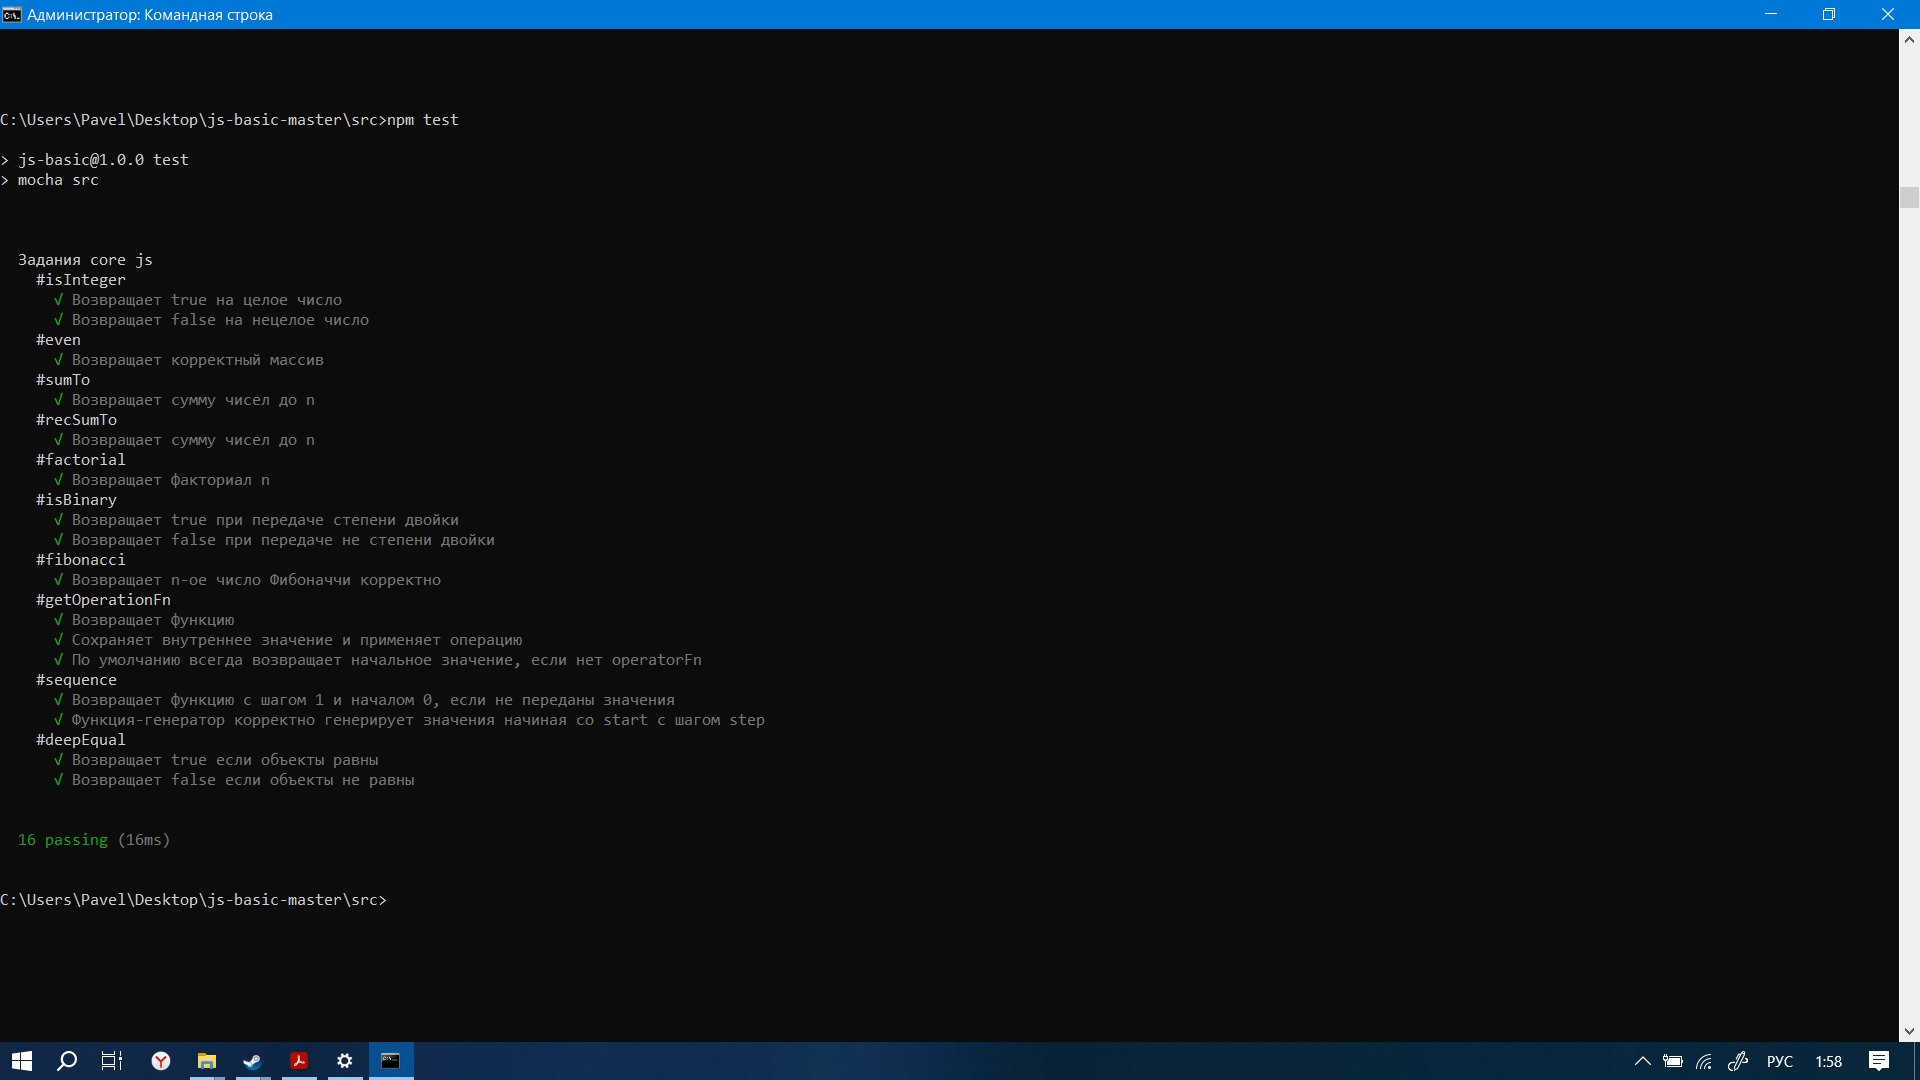 Администратор: Командная строка
C:\Users\Pavel\Desktop\js-basic-master\src>npm test
> js-basic@1.0.0 test
> mocha src
Задания core js
#isInteger
√ Возвращает true на целое число
√ Возвращает false на нецелое число
#even
√ Возвращает корректный массив
#sumTo
√ Возвращает сумму чисел до n
#recSumTo
√ Возвращает сумму чисел до n
#factorial
√ Возвращает факториал n
#isBinary
√ Возвращает true при передаче степени двойки
√ Возвращает false при передаче не степени двойки
#fibonacci
√ Возвращает n-ое число Фибоначчи корректно
#getOperationFn
√ Возвращает функцию
√ Сохраняет внутреннее значение и применяет операцию
√ По умолчанию всегда возвращает начальное значение, если нет operatorFn
#sequence
√ Возвращает функцию с шагом 1 и началом 0, если не переданы значения
√ Функция-генератор корректно генерирует значения начиная со start с шагом step
#deepEqual
√ Возвращает true если объекты равны
√ Возвращает false если объекты не равны
16 passing (16ms)
C:\Users\Pavel\Desktop\js-basic-master\src>
РУС 1:58